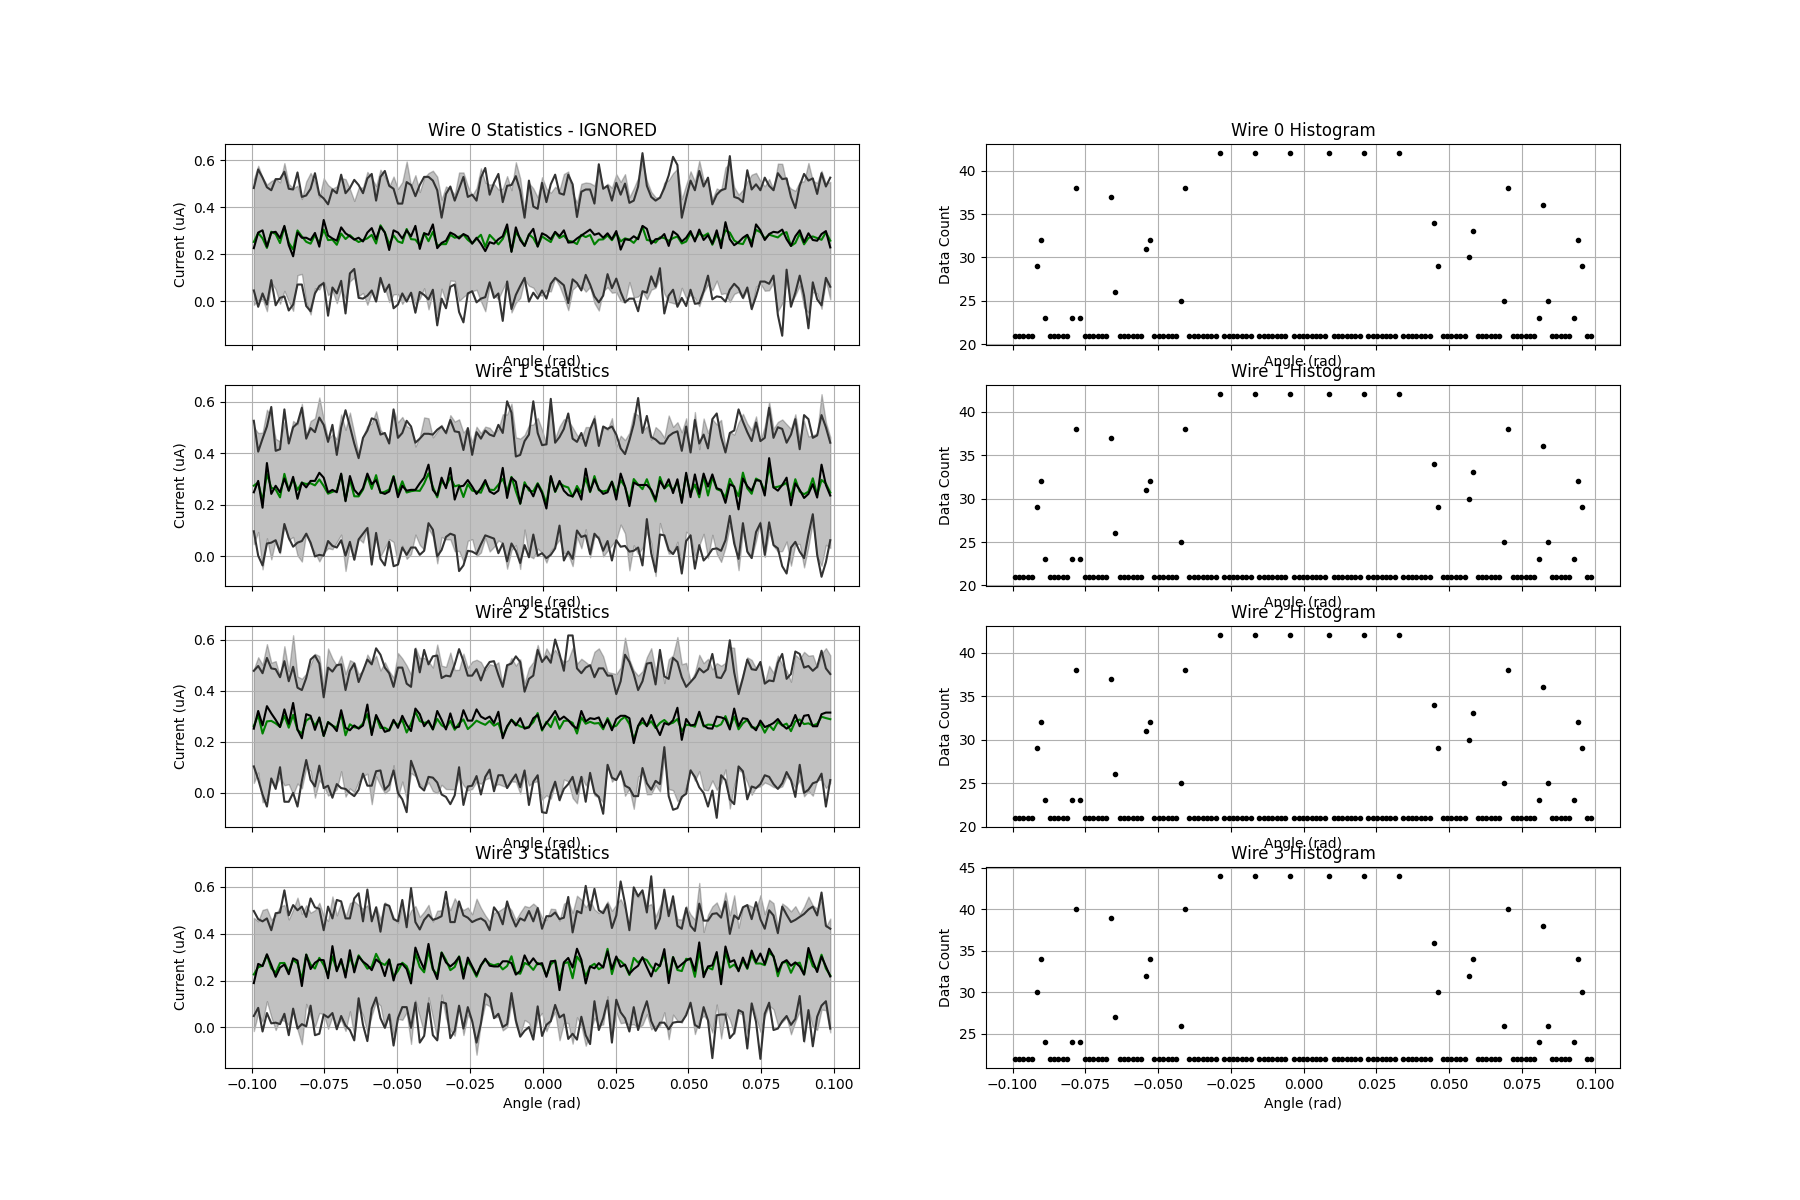 Wire 0 Statistics - IGNORED
Current (uA)
0.6
0.4
0.2
0.0
Angle (rad)
Wire 0 Histogram
Data Count
40
35
30
25
20
Angle (rad)
Wire 1 Statistics
Current (uA)
0.6
0.4
0.2
0.0
Angle (rad)
Wire 1 Histogram
Data Count
40
35
30
25
20
Angle (rad)
Wire 2 Statistics
Current (uA)
0.6
0.4
0.2
0.0
Angle (rad)
Wire 2 Histogram
Data Count
40
35
30
25
20
Angle (rad)
Wire 3 Statistics
Current (uA)
0.6
0.4
0.2
0.0
−0.100 −0.075 −0.050 −0.025 0.000 0.025 0.050 0.075 0.100
Angle (rad)
Wire 3 Histogram
Data Count
45
40
35
30
25
−0.100 −0.075 −0.050 −0.025 0.000 0.025 0.050 0.075 0.100
Angle (rad)